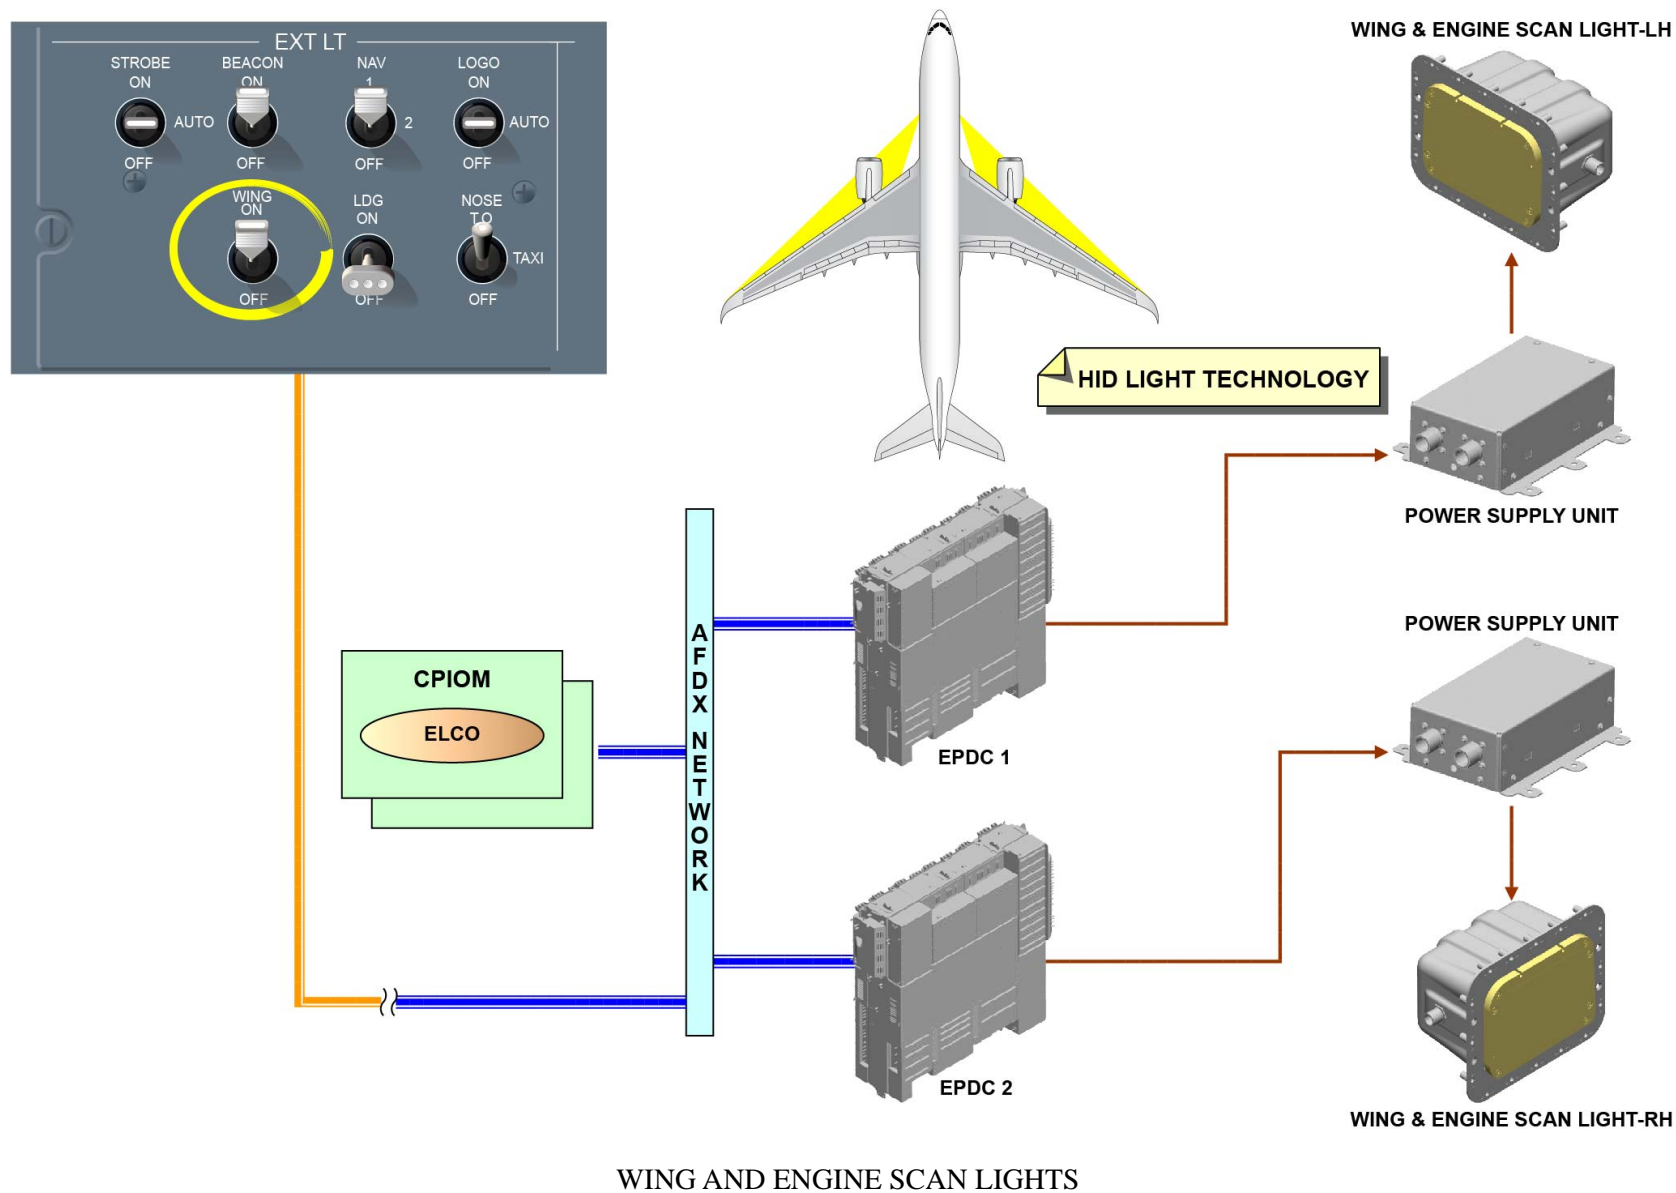 EXT LT
STROBE
ON
AUTO
OFF
BEACON
ON
OFF
NAV
1
2
OFF
LOGO
ON
AUTO
OFF
WING
ON
OFF
LDG
ON
OFF
NOSE
T.O
TAXI
OFF
WING & ENGINE SCAN LIGHT-LH
HID LIGHT TECHNOLOGY
POWER SUPPLY UNIT
CPIOM
ELCO
AFDX NETWORK
EPDC 1
POWER SUPPLY UNIT
EPDC 2
WING & ENGINE SCAN LIGHT-RH
WING AND ENGINE SCAN LIGHTS